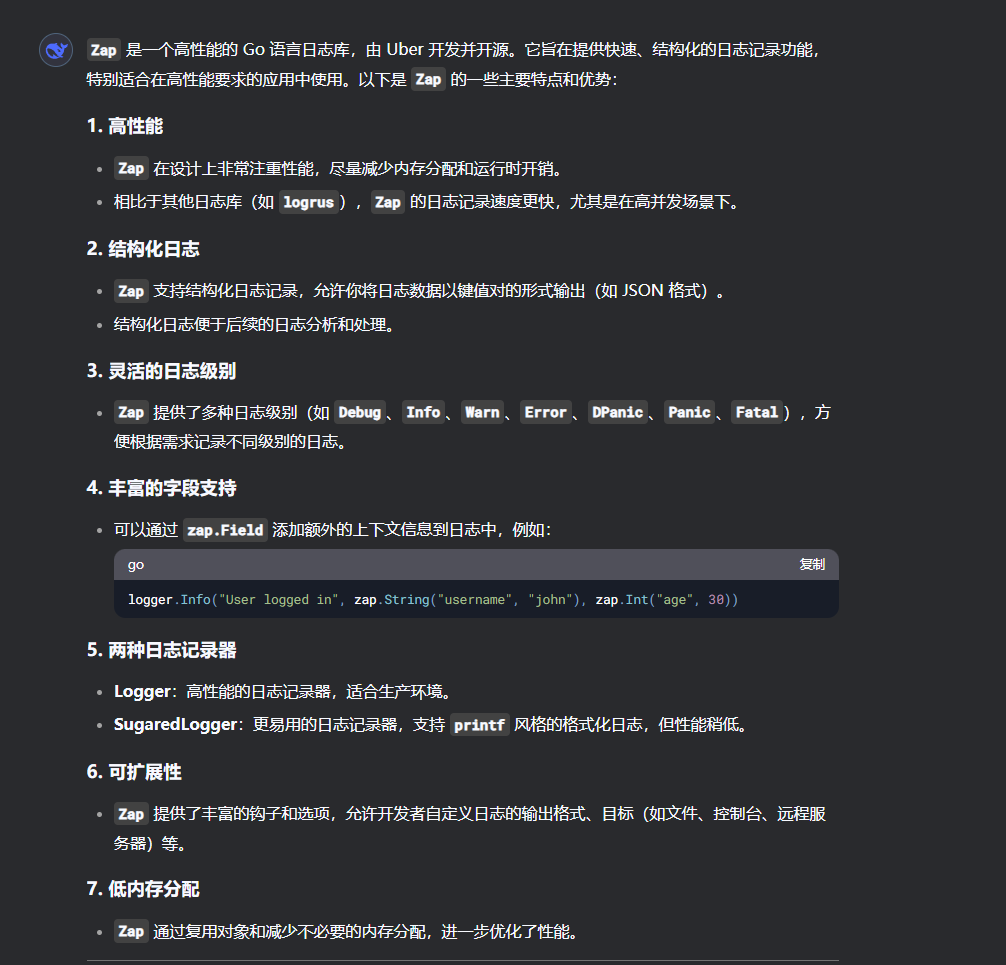 Zap 是一个高性能的 Go 语言日志库，由 Uber 开发并开源。它旨在提供快速、结构化的日志记录功能，
特别适合在高性能要求的应用中使用。以下是 Zap 的一些主要特点和优势：
1. 高性能
• Zap 在设计上非常注重性能，尽量减少内存分配和运行时开销。
• 相比于其他日志库（如 logrus），Zap 的日志记录速度更快，尤其是在高并发场景下。
2. 结构化日志
• Zap 支持结构化日志记录，允许你将日志数据以键值对的形式输出（如 JSON 格式）。
• 结构化日志便于后续的日志分析和处理。
3. 灵活的日志级别
• Zap 提供了多种日志级别（如 Debug、Info、Warn、Error、DPanic、Panic、Fatal），方
便根据需求记录不同级别的日志。
4. 丰富的字段支持
• 可以通过 zap.Field 添加额外的上下文信息到日志中，例如：
go 复制
logger.Info("User logged in", zap.String("username", "john"), zap.Int("age", 30))
5. 两种日志记录器
• Logger：高性能的日志记录器，适合生产环境。
• SugaredLogger：更易用的日志记录器，支持 printf 风格的格式化日志，但性能稍低。
6. 可扩展性
• Zap 提供了丰富的钩子和选项，允许开发者自定义日志的输出格式、目标（如文件、控制台、远程服
务器）等。
7. 低内存分配
• Zap 通过复用对象和减少不必要的内存分配，进一步优化了性能。